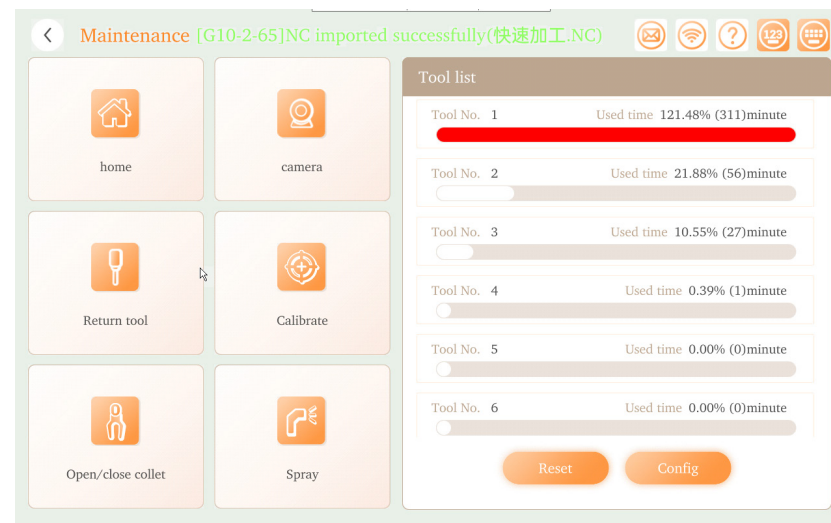 Maintenance [G10-2-65]NC imported successfully(快速加工.NC)
123
home
camera
Return tool
Calibrate
Open/close collet
Spray
Tool list
Tool No. 1 Used time 121.48% (311)minute
Tool No. 2 Used time 21.88% (56)minute
Tool No. 3 Used time 10.55% (27)minute
Tool No. 4 Used time 0.39% (1)minute
Tool No. 5 Used time 0.00% (0)minute
Tool No. 6 Used time 0.00% (0)minute
Reset Config